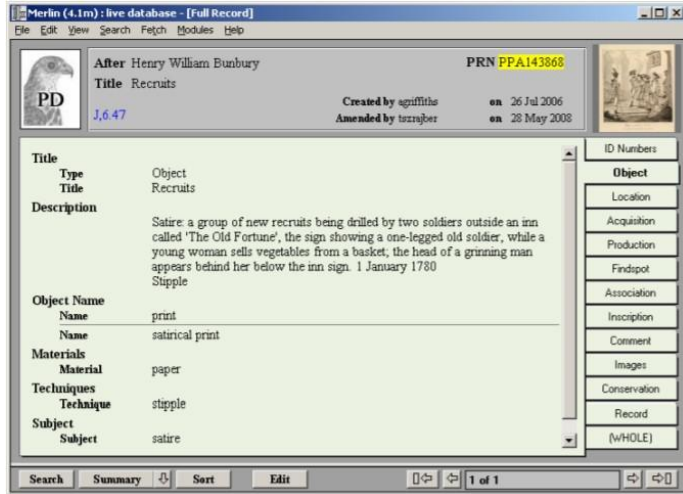 Merlin (4.1m) : live database - [Full Record]
File Edit View Search Fetch Modules Help
PD
After Henry William Bunbury
PRN PPA143868
Title Recruits
J,6.47
Created by agriffiths on 26 Jul 2006
Amended by tszrajber on 28 May 2008
ID Numbers
Object
Location
Acquisition
Production
Findspot
Association
Inscription
Comment
Images
Conservation
Record
(WHOLE)
Title
Type Object
Title Recruits
Description
Satire: a group of new recruits being drilled by two soldiers outside an inn
called 'The Old Fortune', the sign showing a one-legged old soldier, while a
young woman sells vegetables from a basket; the head of a grinning man
appears behind her below the inn sign. 1 January 1780
Stipple
Object Name
Name print
Name satirical print
Materials
Material paper
Techniques
Technique stipple
Subject
Subject satire
Search Summary Sort Edit 1 of 1